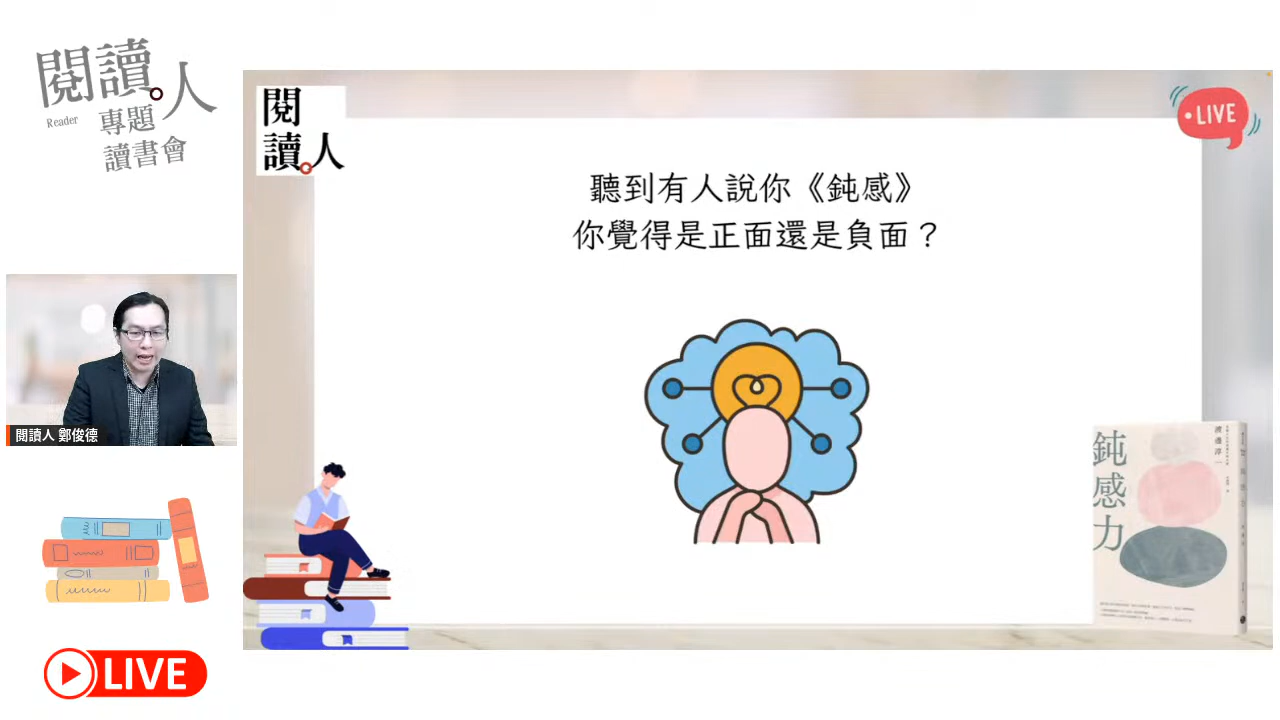 閱讀。人
Reader
專題
讀書會
閱讀人 鄭俊德
LIVE
閱
讀。人
LIVE
聽到有人說你《鈍感》
你覺得是正面還是負面？
鈍感力
渡邊淳一